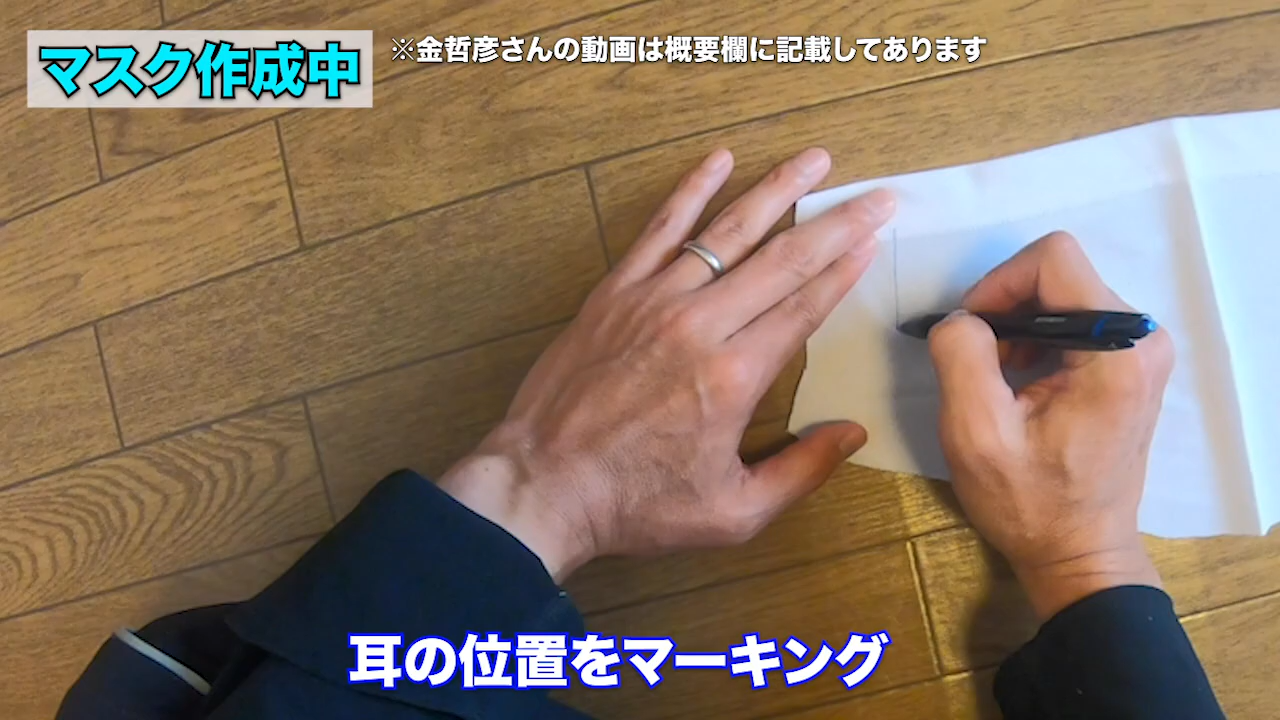 マスク作成中
※金哲彦さんの動画は概要欄に記載してあります
耳の位置をマーキング